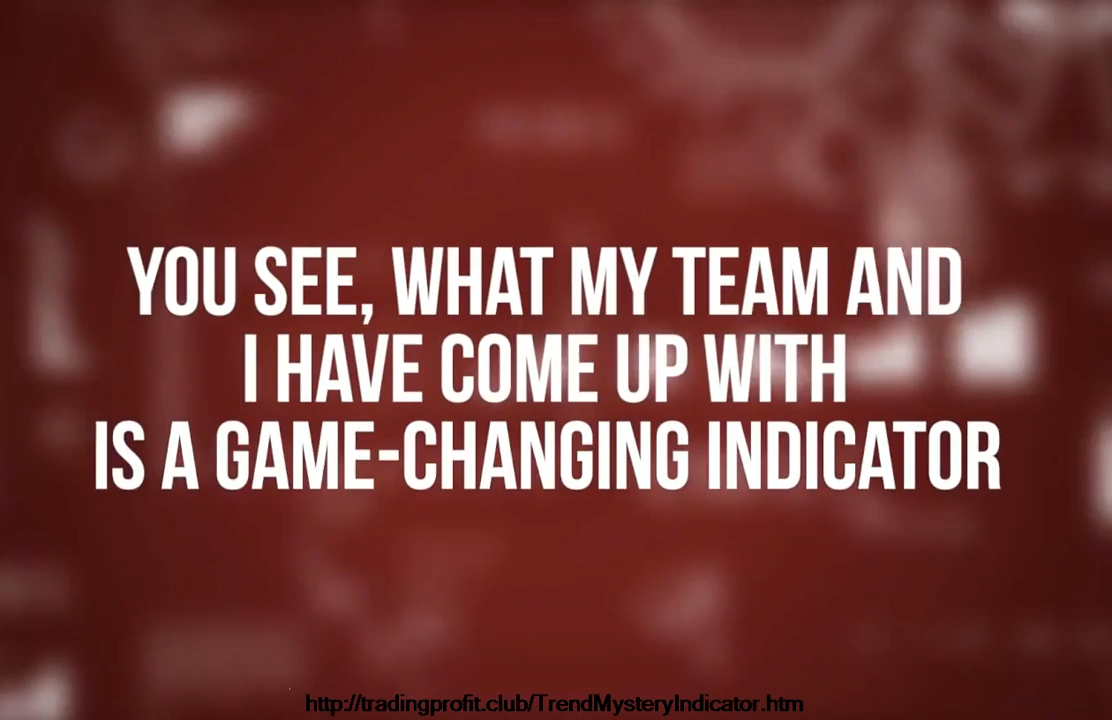 YOU SEE, WHAT MY TEAM AND
I HAVE COME UP WITH
IS A GAME-CHANGING INDICATOR
http://tradingprofit.club/TrendMysteryIndicator.htm